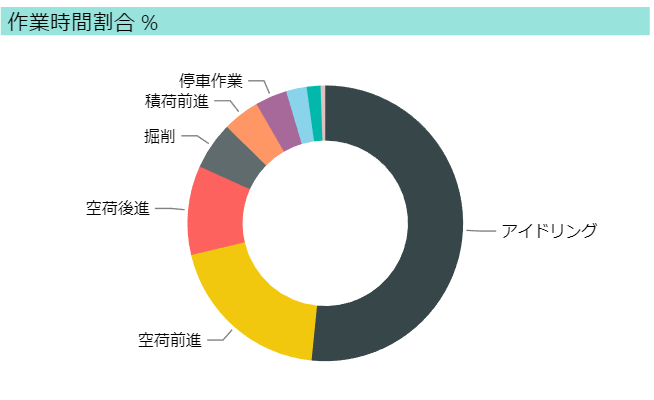 作業時間割合 %
停車作業
積荷前進
掘削
空荷後進
アイドリング
空荷前進